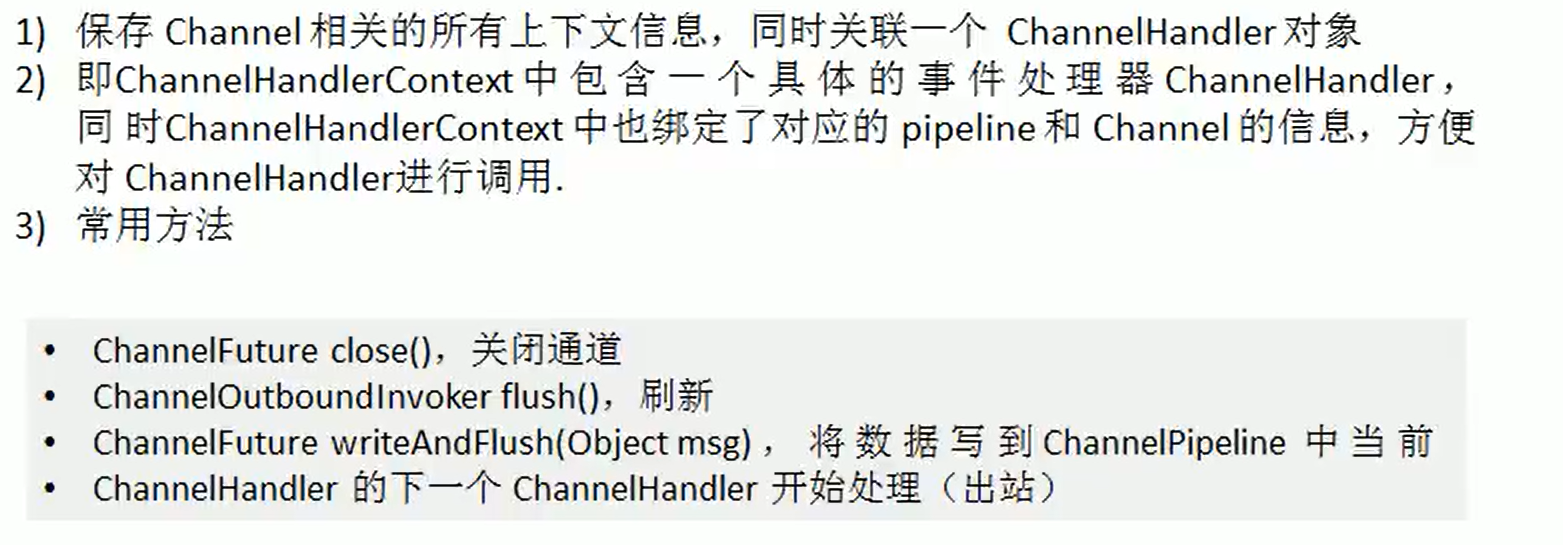 1) 保存 Channel 相关的所有上下文信息，同时关联一个 ChannelHandler 对象
2) 即ChannelHandlerContext 中 包 含 一 个 具 体 的 事 件 处 理 器 ChannelHandler，
同 时ChannelHandlerContext 中也绑定了对应的 pipeline 和 Channel 的信息，方便
对 ChannelHandler进行调用.
3) 常用方法
• ChannelFuture close()，关闭通道
• ChannelOutboundInvoker flush()，刷新
• ChannelFuture writeAndFlush(Object msg) ， 将 数 据 写 到 ChannelPipeline 中 当 前
• ChannelHandler 的下一个 ChannelHandler 开始处理（出站）